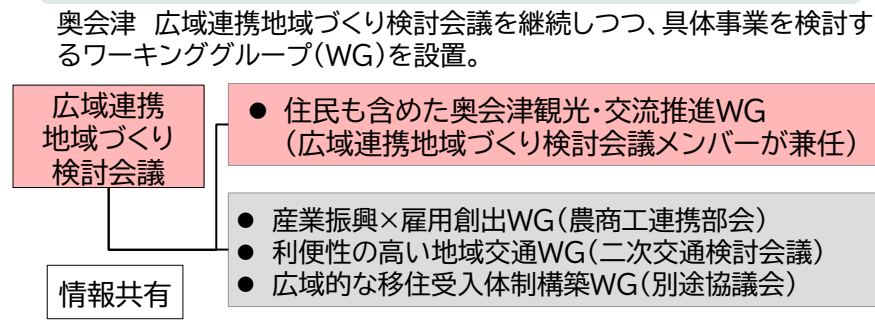 奥会津　広域連携地域づくり検討会議を継続しつつ、具体事業を検討す
るワーキンググループ（WG）を設置。
広域連携
地域づくり
検討会議
● 住民も含めた奥会津観光・交流推進WG
（広域連携地域づくり検討会議メンバーが兼任）
● 産業振興×雇用創出WG（農商工連携部会）
● 利便性の高い地域交通WG（二次交通検討会議）
● 広域的な移住受入体制構築WG（別途協議会）
情報共有